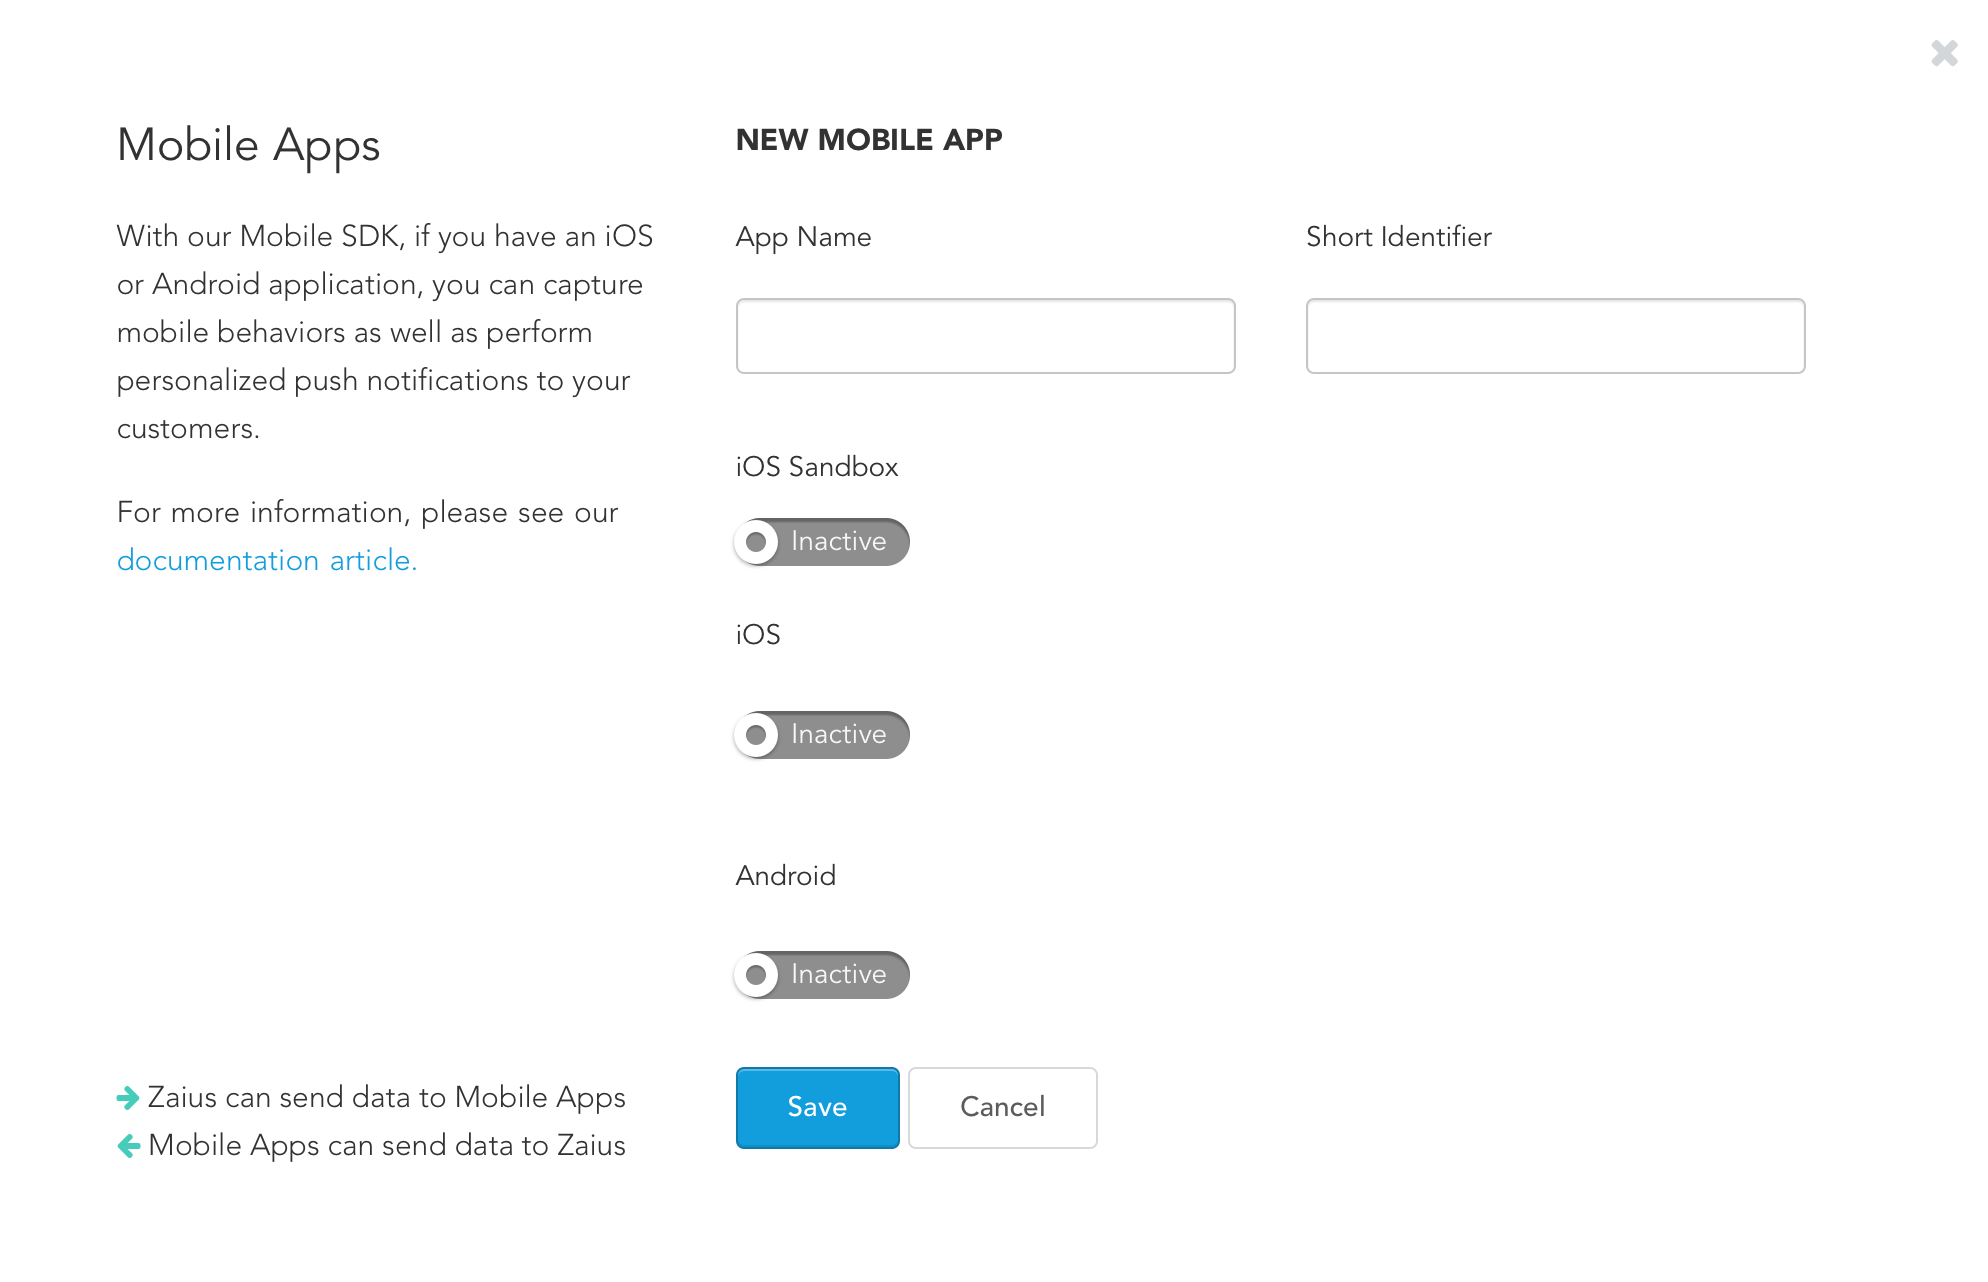 Mobile Apps
With our Mobile SDK, if you have an iOS
or Android application, you can capture
mobile behaviors as well as perform
personalized push notifications to your
customers.
For more information, please see our
documentation article.
Zaius can send data to Mobile Apps
Mobile Apps can send data to Zaius
NEW MOBILE APP
App Name
Short Identifier
iOS Sandbox
Inactive
iOS
Inactive
Android
Inactive
Save
Cancel